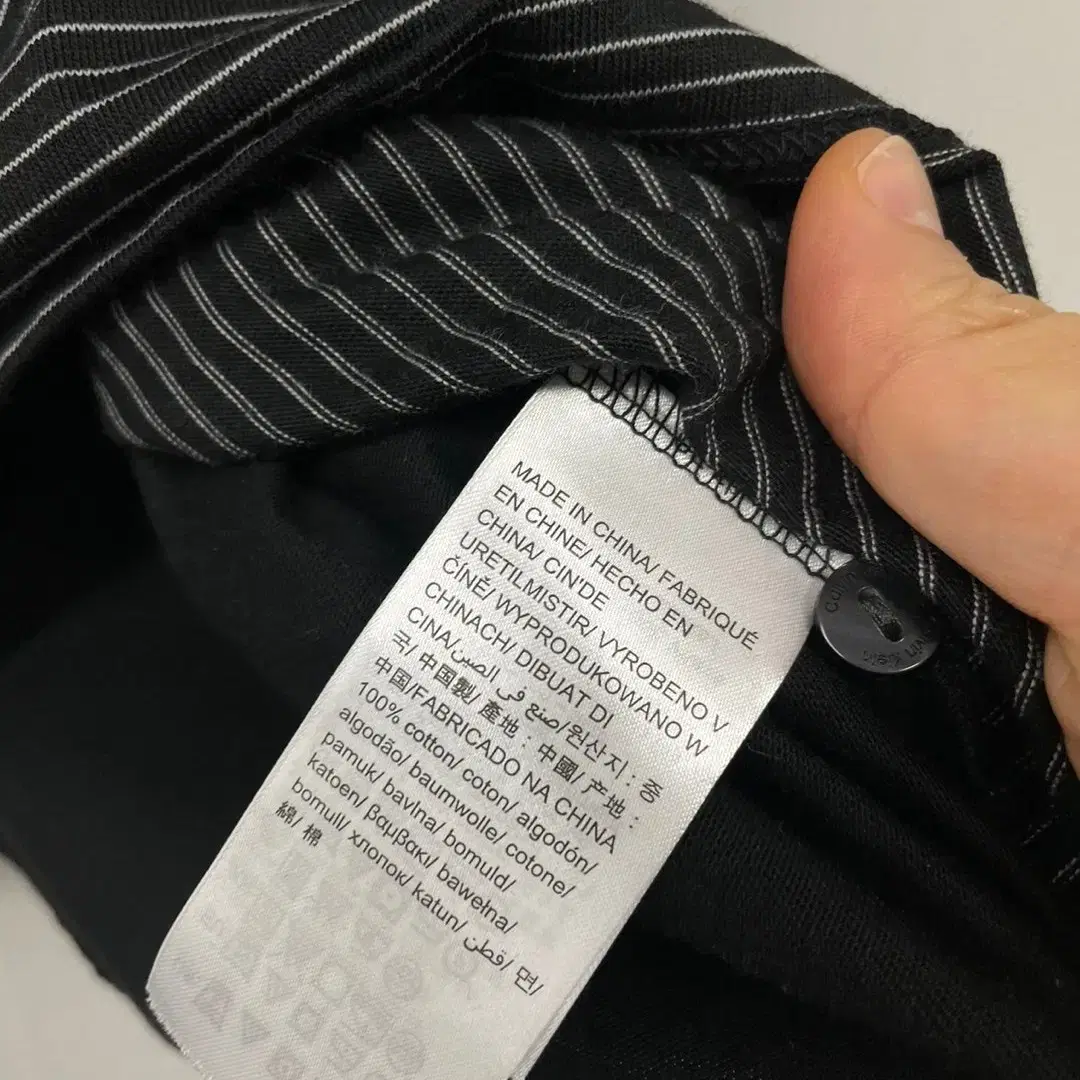 MADE IN CHINA/ FABRIQUÉ
EN CHINE/ HECHO EN
CHINA/ CIN'DE
URETILMISTIR/ VYROBENO V
ČÍNĚ/ WYPRODUKOWANO W
CHINACH/ DIBUAT DI
CINA/ صنع في الصين/원산지 : 중
국/ 中国製/ 產地 : 中國/ 产地 :
中国/FABRICADO NA CHINA
100% cotton/ coton/ algodón/
algodão/ baumwolle/ cotone/
pamuk/ bavlna/ bomuld/
katoen/ βαμβακι/ bawełna/
bomull/ хлопок/ katun/ قطن/ 면/
綿/ 棉